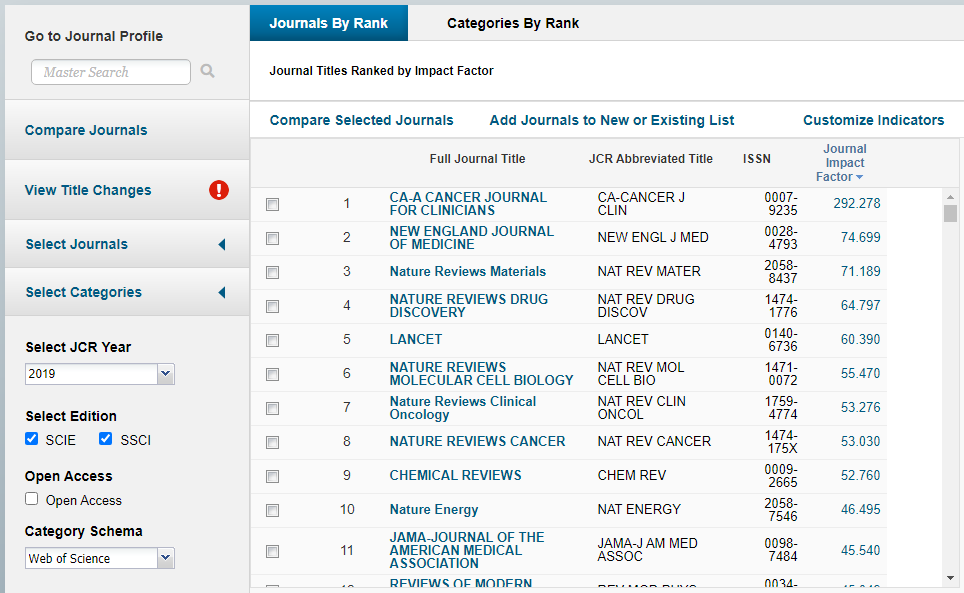 Go to Journal Profile
Master Search
Compare Journals
View Title Changes
Select Journals
Select Categories
Select JCR Year
2019
Select Edition
SCIE SSCI
Open Access
Open Access
Category Schema
Web of Science
Journals By Rank Categories By Rank
Journal Titles Ranked by Impact Factor
Compare Selected Journals Add Journals to New or Existing List Customize Indicators
Full Journal Title JCR Abbreviated Title ISSN Journal
Impact
Factor
1 CA-A CANCER JOURNAL CA-CANCER J 0007- 292.278
FOR CLINICIANS CLIN 9235
2 NEW ENGLAND JOURNAL NEW ENGL J MED 0028- 74.699
OF MEDICINE 4793
3 Nature Reviews Materials NAT REV MATER 2058- 71.189
8437
4 NATURE REVIEWS DRUG NAT REV DRUG 1474- 64.797
DISCOVERY DISCOV 1776
5 LANCET LANCET 0140- 60.390
6736
6 NATURE REVIEWS NAT REV MOL 1471- 55.470
MOLECULAR CELL BIOLOGY CELL BIO 0072
7 Nature Reviews Clinical NAT REV CLIN 1759- 53.276
Oncology ONCOL 4774
8 NATURE REVIEWS CANCER NAT REV CANCER 1474- 53.030
175X
9 CHEMICAL REVIEWS CHEM REV 0009- 52.760
2665
10 Nature Energy NAT ENERGY 2058- 46.495
7546
11 JAMA-JOURNAL OF THE JAMA-J AM MED 0098- 45.540
AMERICAN MEDICAL ASSOC 7484
ASSOCIATION
REVIEWS OF MODERN 0034-